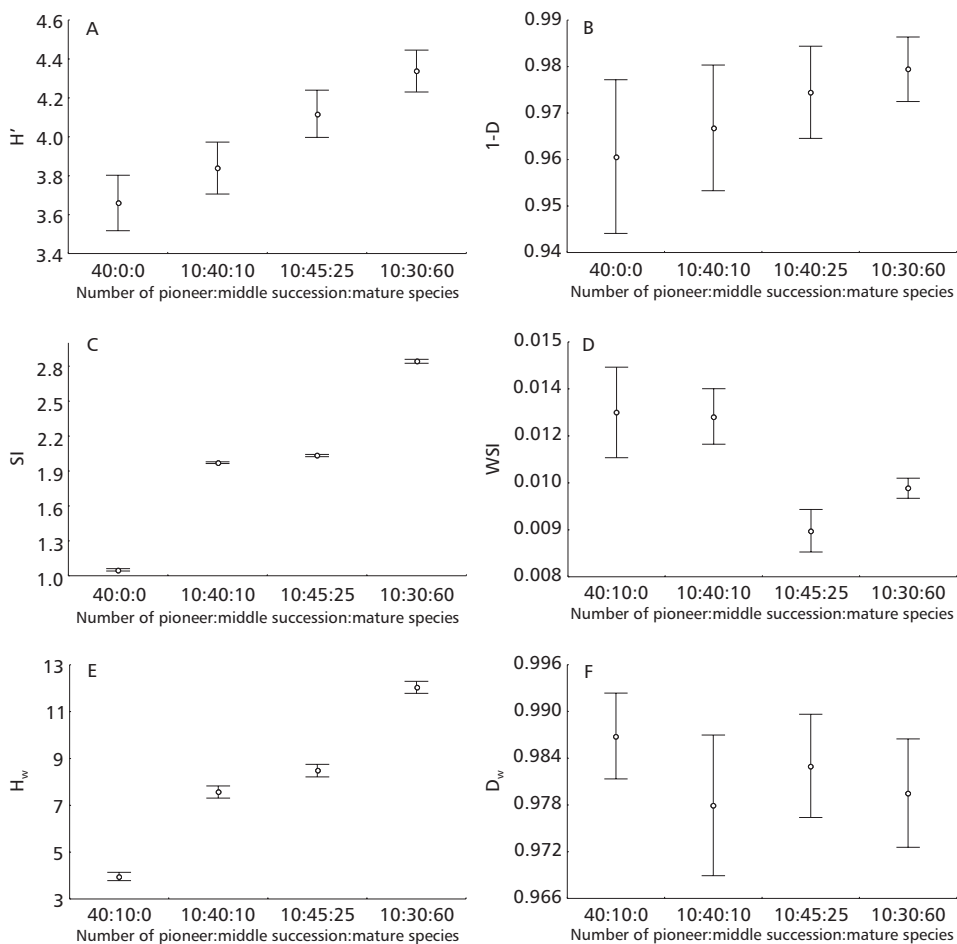 A
4.6
4.4
4.2
4.0
3.8
3.6
3.4
H′
40:0:0 10:40:10 10:45:25 10:30:60
Number of pioneer:middle succession:mature species
B
0.99
0.98
0.97
0.96
0.95
0.94
1-D
40:0:0 10:40:10 10:40:25 10:30:60
Number of pioneer:middle succession:mature species
C
2.8
2.5
2.2
1.9
1.6
1.3
1.0
SI
40:0:0 10:40:10 10:45:25 10:30:60
Number of pioneer:middle succession:mature species
D
0.015
0.014
0.012
0.010
0.009
0.008
WSI
40:10:0 10:40:10 10:45:25 10:30:60
Number of pioneer:middle succession:mature species
E
13
11
9
7
5
3
Hw
40:10:0 10:40:10 10:45:25 10:30:60
Number of pioneer:middle succession:mature species
F
0.996
0.990
0.984
0.978
0.972
0.966
Dw
40:10:0 10:40:10 10:45:25 10:30:60
Number of pioneer:middle succession:mature species